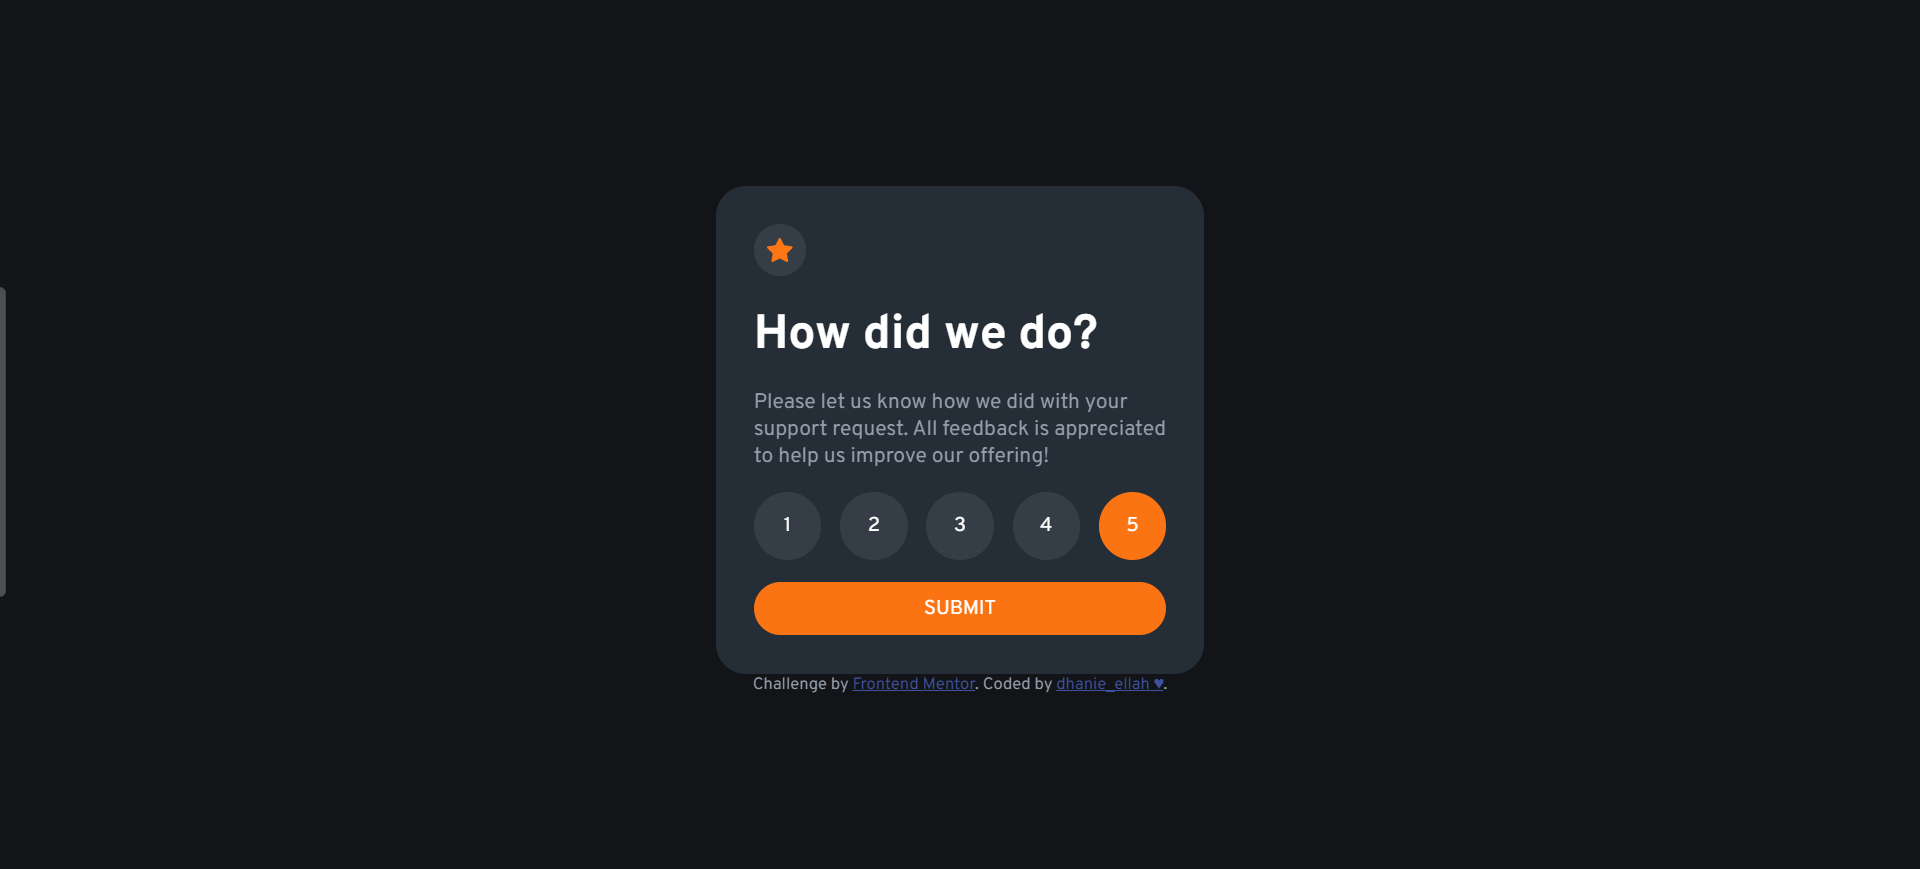 How did we do?
Please let us know how we did with your
support request. All feedback is appreciated
to help us improve our offering!
1 2 3 4 5
SUBMIT
Challenge by Frontend Mentor. Coded by dhanie_ellah ♥.